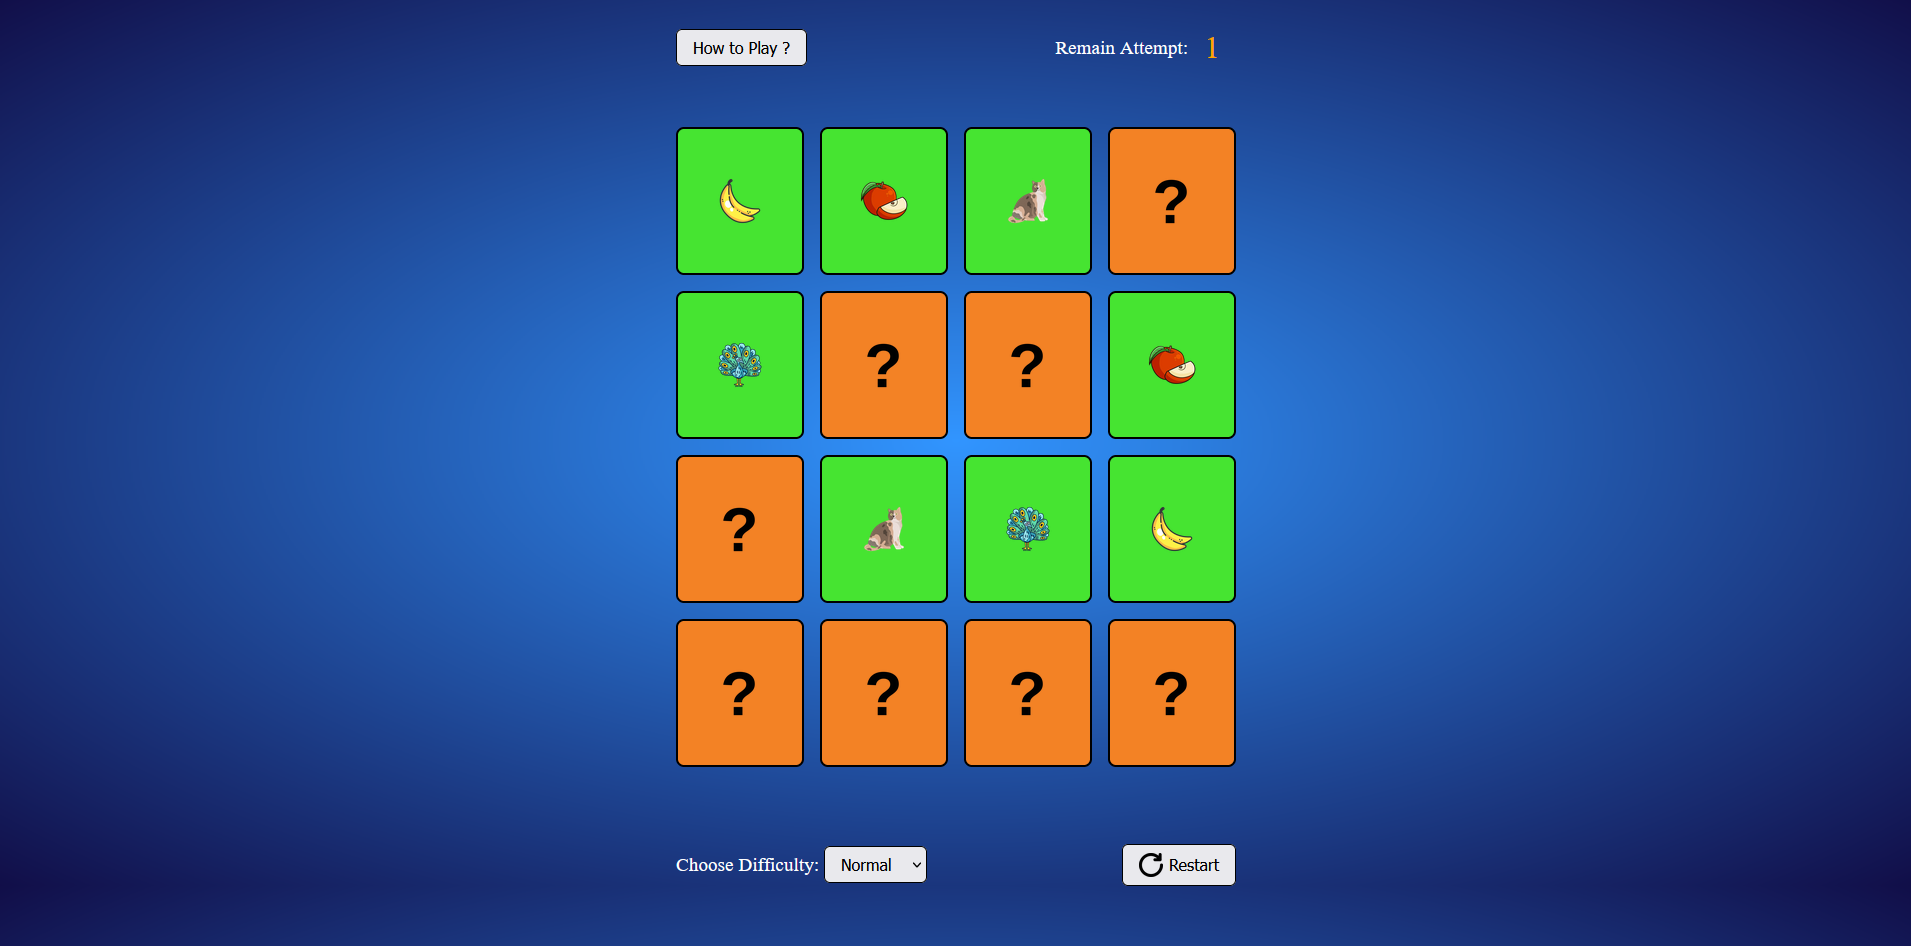 How to Play ?
Remain Attempt: 1
?
? ?
?
? ? ? ?
Choose Difficulty: Normal
Restart